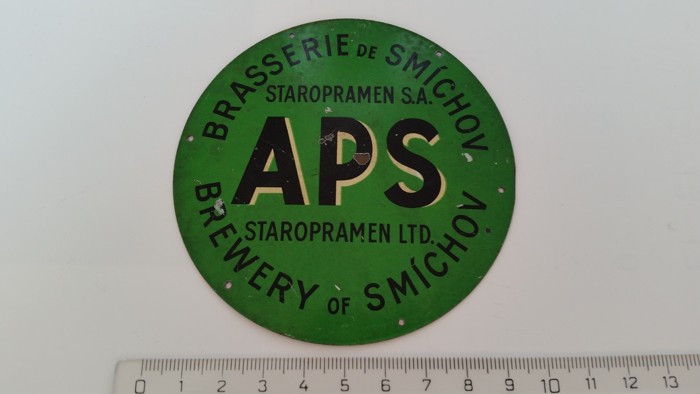 BRASSERIE DE SMÍCHOV
STAROPRAMEN S.A.
APS
STAROPRAMEN LTD.
BREWERY OF SMÍCHOV
0 1 2 3 4 5 6 7 8 9 10 11 12 13